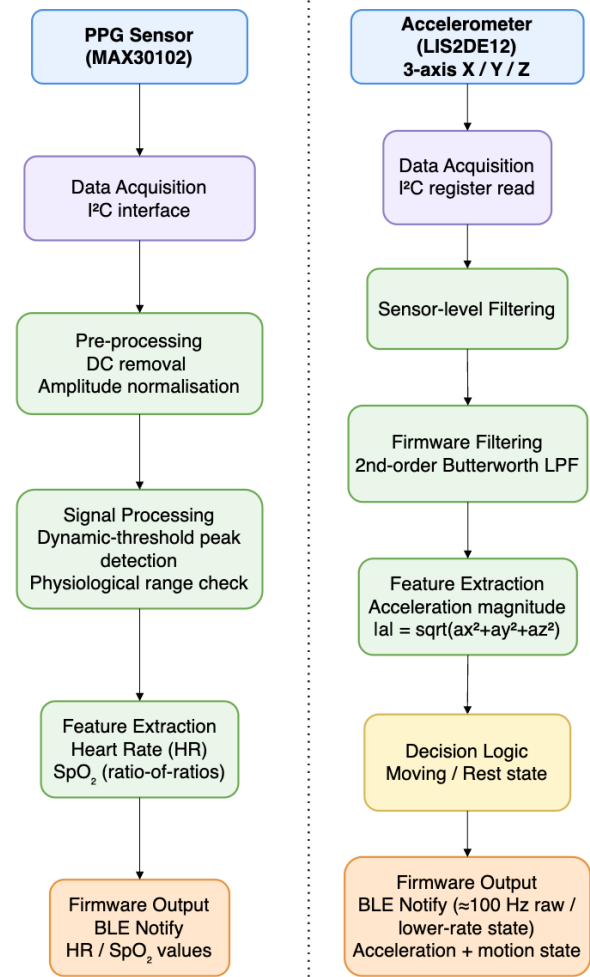 PPG Sensor
(MAX30102)
Data Acquisition
I²C interface
Pre-processing
DC removal
Amplitude normalisation
Signal Processing
Dynamic-threshold peak
detection
Physiological range check
Feature Extraction
Heart Rate (HR)
SpO₂ (ratio-of-ratios)
Firmware Output
BLE Notify
HR / SpO₂ values
Accelerometer
(LIS2DE12)
3-axis X / Y / Z
Data Acquisition
I²C register read
Sensor-level Filtering
Firmware Filtering
2nd-order Butterworth LPF
Feature Extraction
Acceleration magnitude
|a| = sqrt(ax²+ay²+az²)
Decision Logic
Moving / Rest state
Firmware Output
BLE Notify (≈100 Hz raw /
lower-rate state)
Acceleration + motion state